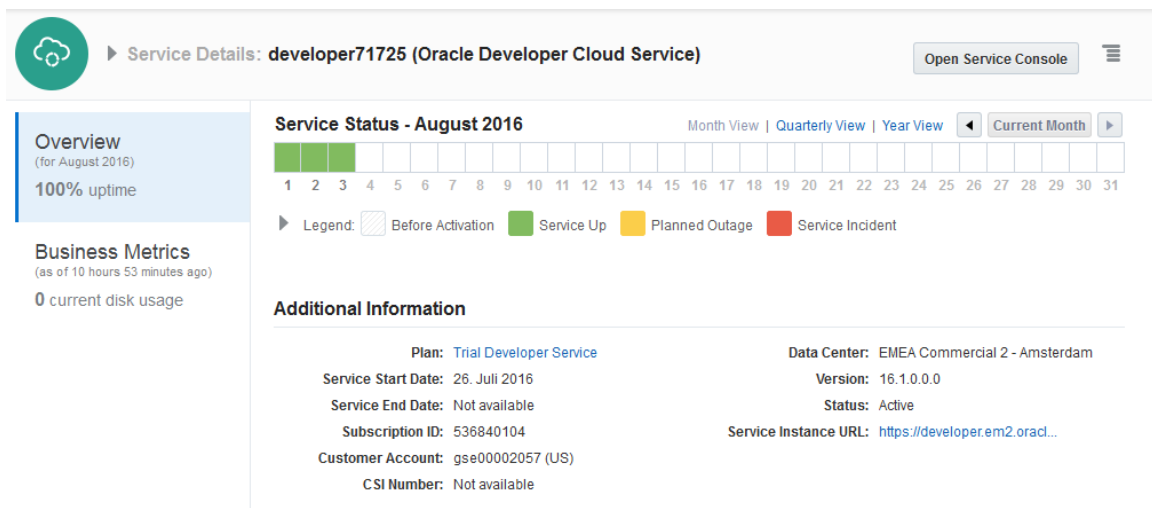 Service Details: developer71725 (Oracle Developer Cloud Service)
Open Service Console
Overview
(for August 2016)
100% uptime
Business Metrics
(as of 10 hours 53 minutes ago)
0 current disk usage
Service Status - August 2016
Month View | Quarterly View | Year View
Current Month
1 2 3 4 5 6 7 8 9 10 11 12 13 14 15 16 17 18 19 20 21 22 23 24 25 26 27 28 29 30 31
Legend: Before Activation Service Up Planned Outage Service Incident
Additional Information
Plan: Trial Developer Service
Service Start Date: 26. Juli 2016
Service End Date: Not available
Subscription ID: 536840104
Customer Account: gse00002057 (US)
CSI Number: Not available
Data Center: EMEA Commercial 2 - Amsterdam
Version: 16.1.0.0.0
Status: Active
Service Instance URL: https://developer.em2.oracl...